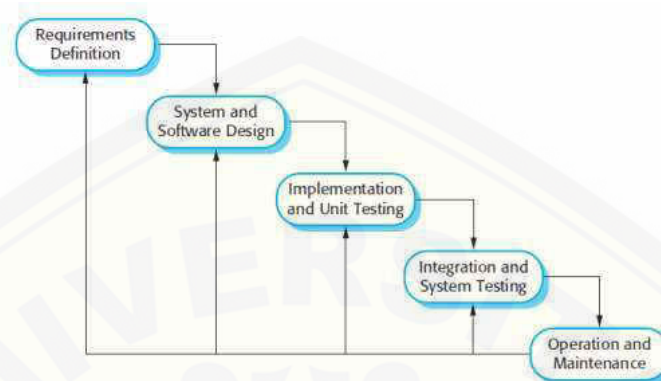 Requirements
Definition
System and
Software Design
Implementation
and Unit Testing
Integration and
System Testing
Operation and
Maintenance